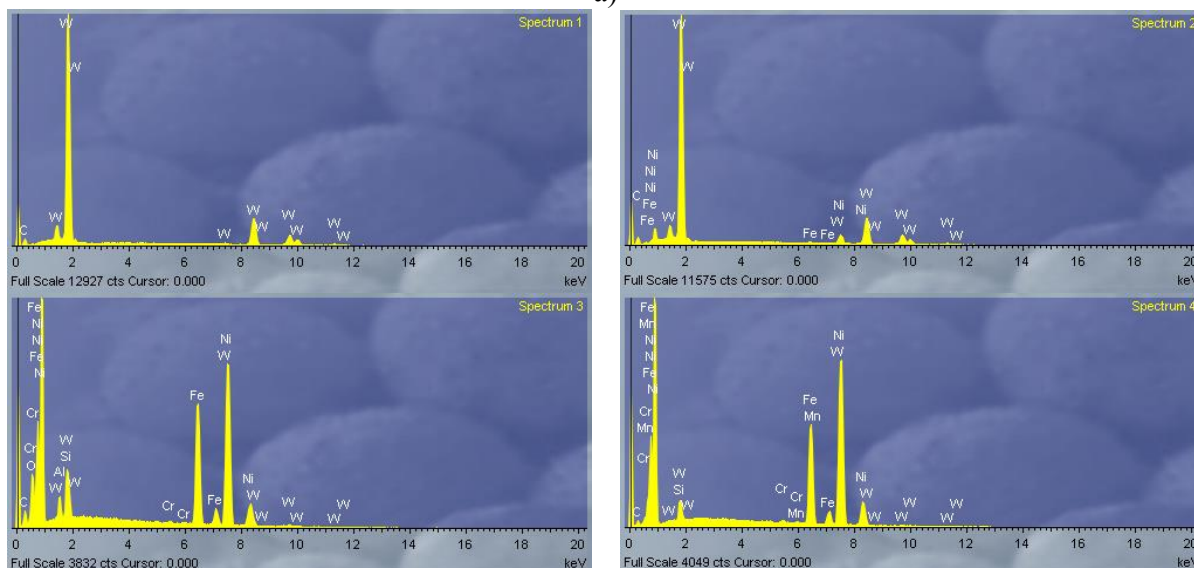 a)
Spectrum 1
W
W
W
W
W
W
W
W
C
W
W
0 2 4 6 8 10 12 14 16 18 20
Full Scale 12927 cts Cursor: 0.000 keV
Spectrum 2
W
W
Ni
Ni
Ni
C
Fe
Fe
W
Ni
W
W
Ni
W
W
W
W
W
Fe
Fe
0 2 4 6 8 10 12 14 16 18 20
Full Scale 11575 cts Cursor: 0.000 keV
Spectrum 3
Fe
Ni
Ni
Fe
Ni
Cr
Cr
O
C
W
Si
Al
W
W
Fe
Ni
W
Cr
Cr
Fe
Ni
W
W
W
W
W
W
0 2 4 6 8 10 12 14 16 18 20
Full Scale 3832 cts Cursor: 0.000 keV
Spectrum 4
Fe
Mn
Ni
Ni
Fe
Ni
Cr
Mn
Cr
C
W
Si
W
W
Fe
Mn
Ni
W
Cr
Cr
Mn
Fe
Ni
W
W
W
W
W
W
0 2 4 6 8 10 12 14 16 18 20
Full Scale 4049 cts Cursor: 0.000 keV